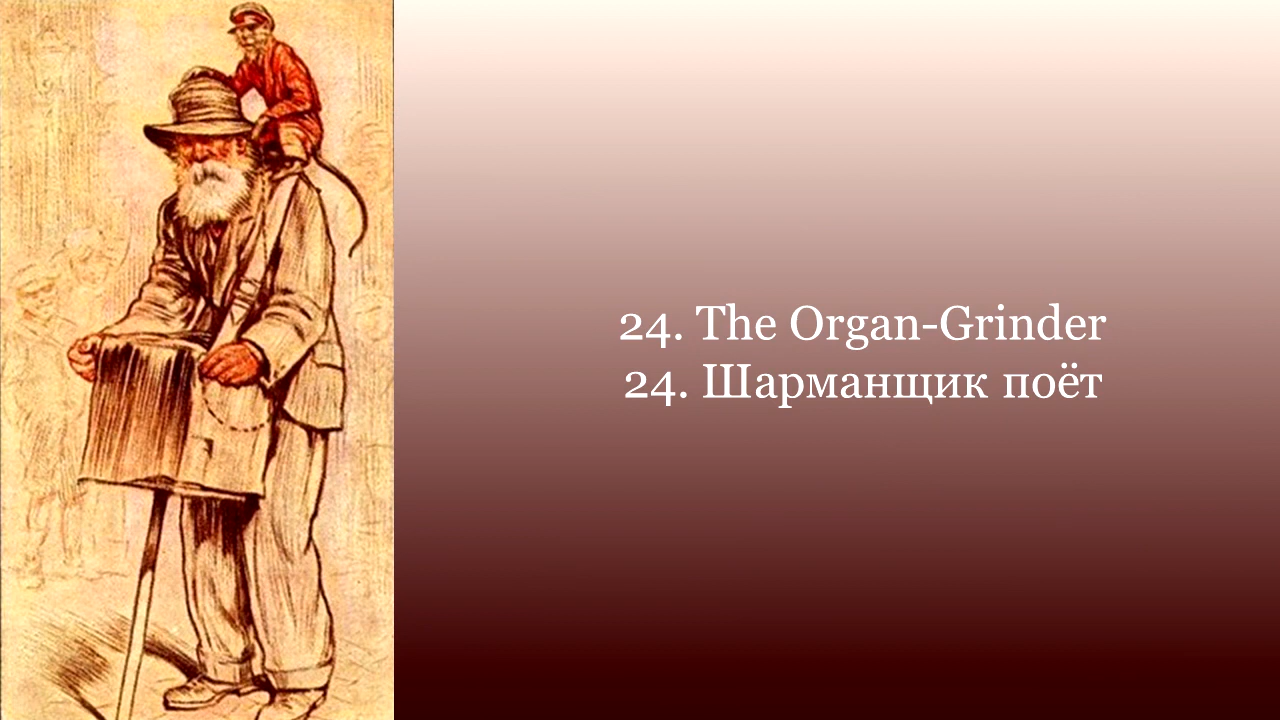 24. The Organ-Grinder
24. Шарманщик поёт